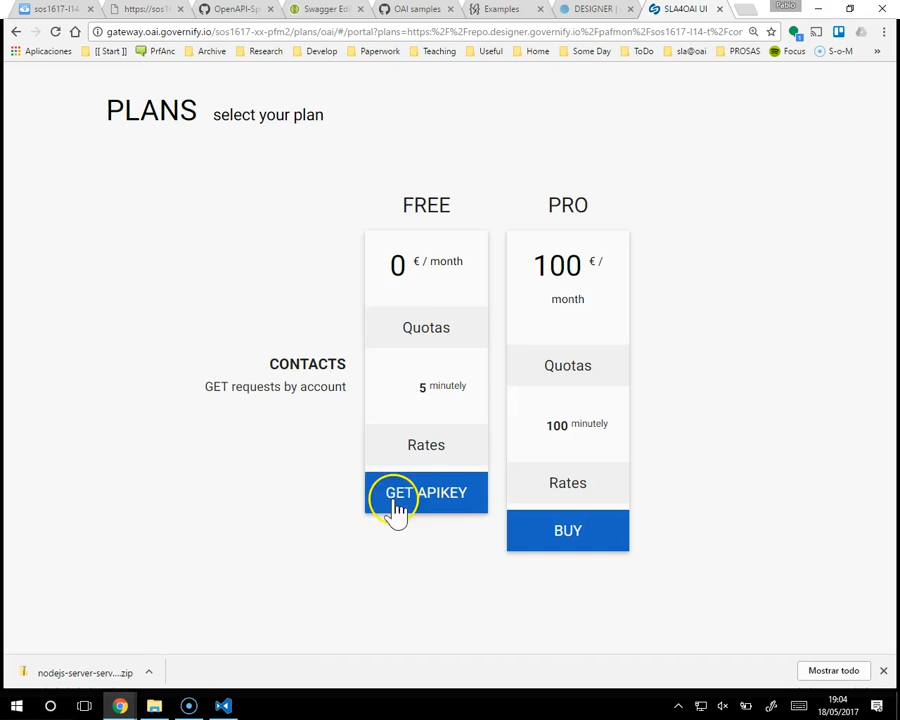 sos1617-l14
https://sos1
OpenAPI-Sp
Swagger Edi
OAI samples
Examples
DESIGNER |
SLA4OAI UI
Pablo
gateway.oai.governify.io/sos1617-xx-pfm2/plans/oai/#/portal?plans=https:%2F%2Frepo.designer.governify.io%2Fpafmon%2Fsos1617-l14-t%2Fcor
Aplicaciones
[[ Start ]]
PrfAnc
Archive
Research
Develop
Paperwork
Teaching
Useful
Home
Some Day
ToDo
sla@oai
PROSAS
Focus
S-o-M
»
PLANS select your plan
FREE
PRO
0 € / month
100 € /
month
Quotas
Quotas
CONTACTS
GET requests by account
5 minutely
100 minutely
Rates
Rates
GET APIKEY
BUY
nodejs-server-serv....zip
Mostrar todo
19:04
18/05/2017